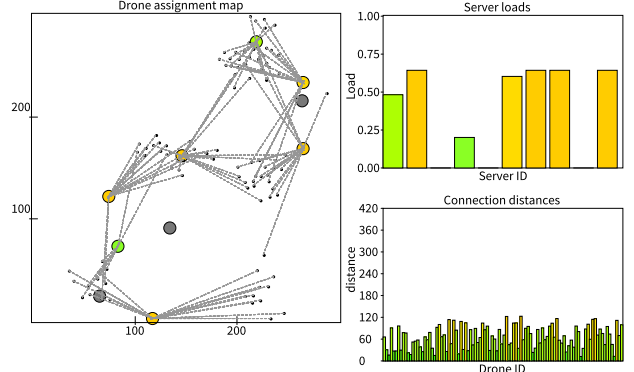 Drone assignment map
200
100
100
200
Server loads
1.00
0.75
0.50
0.25
0.00
Load
Server ID
Connection distances
420
360
300
240
180
120
60
0
distance
Drone ID